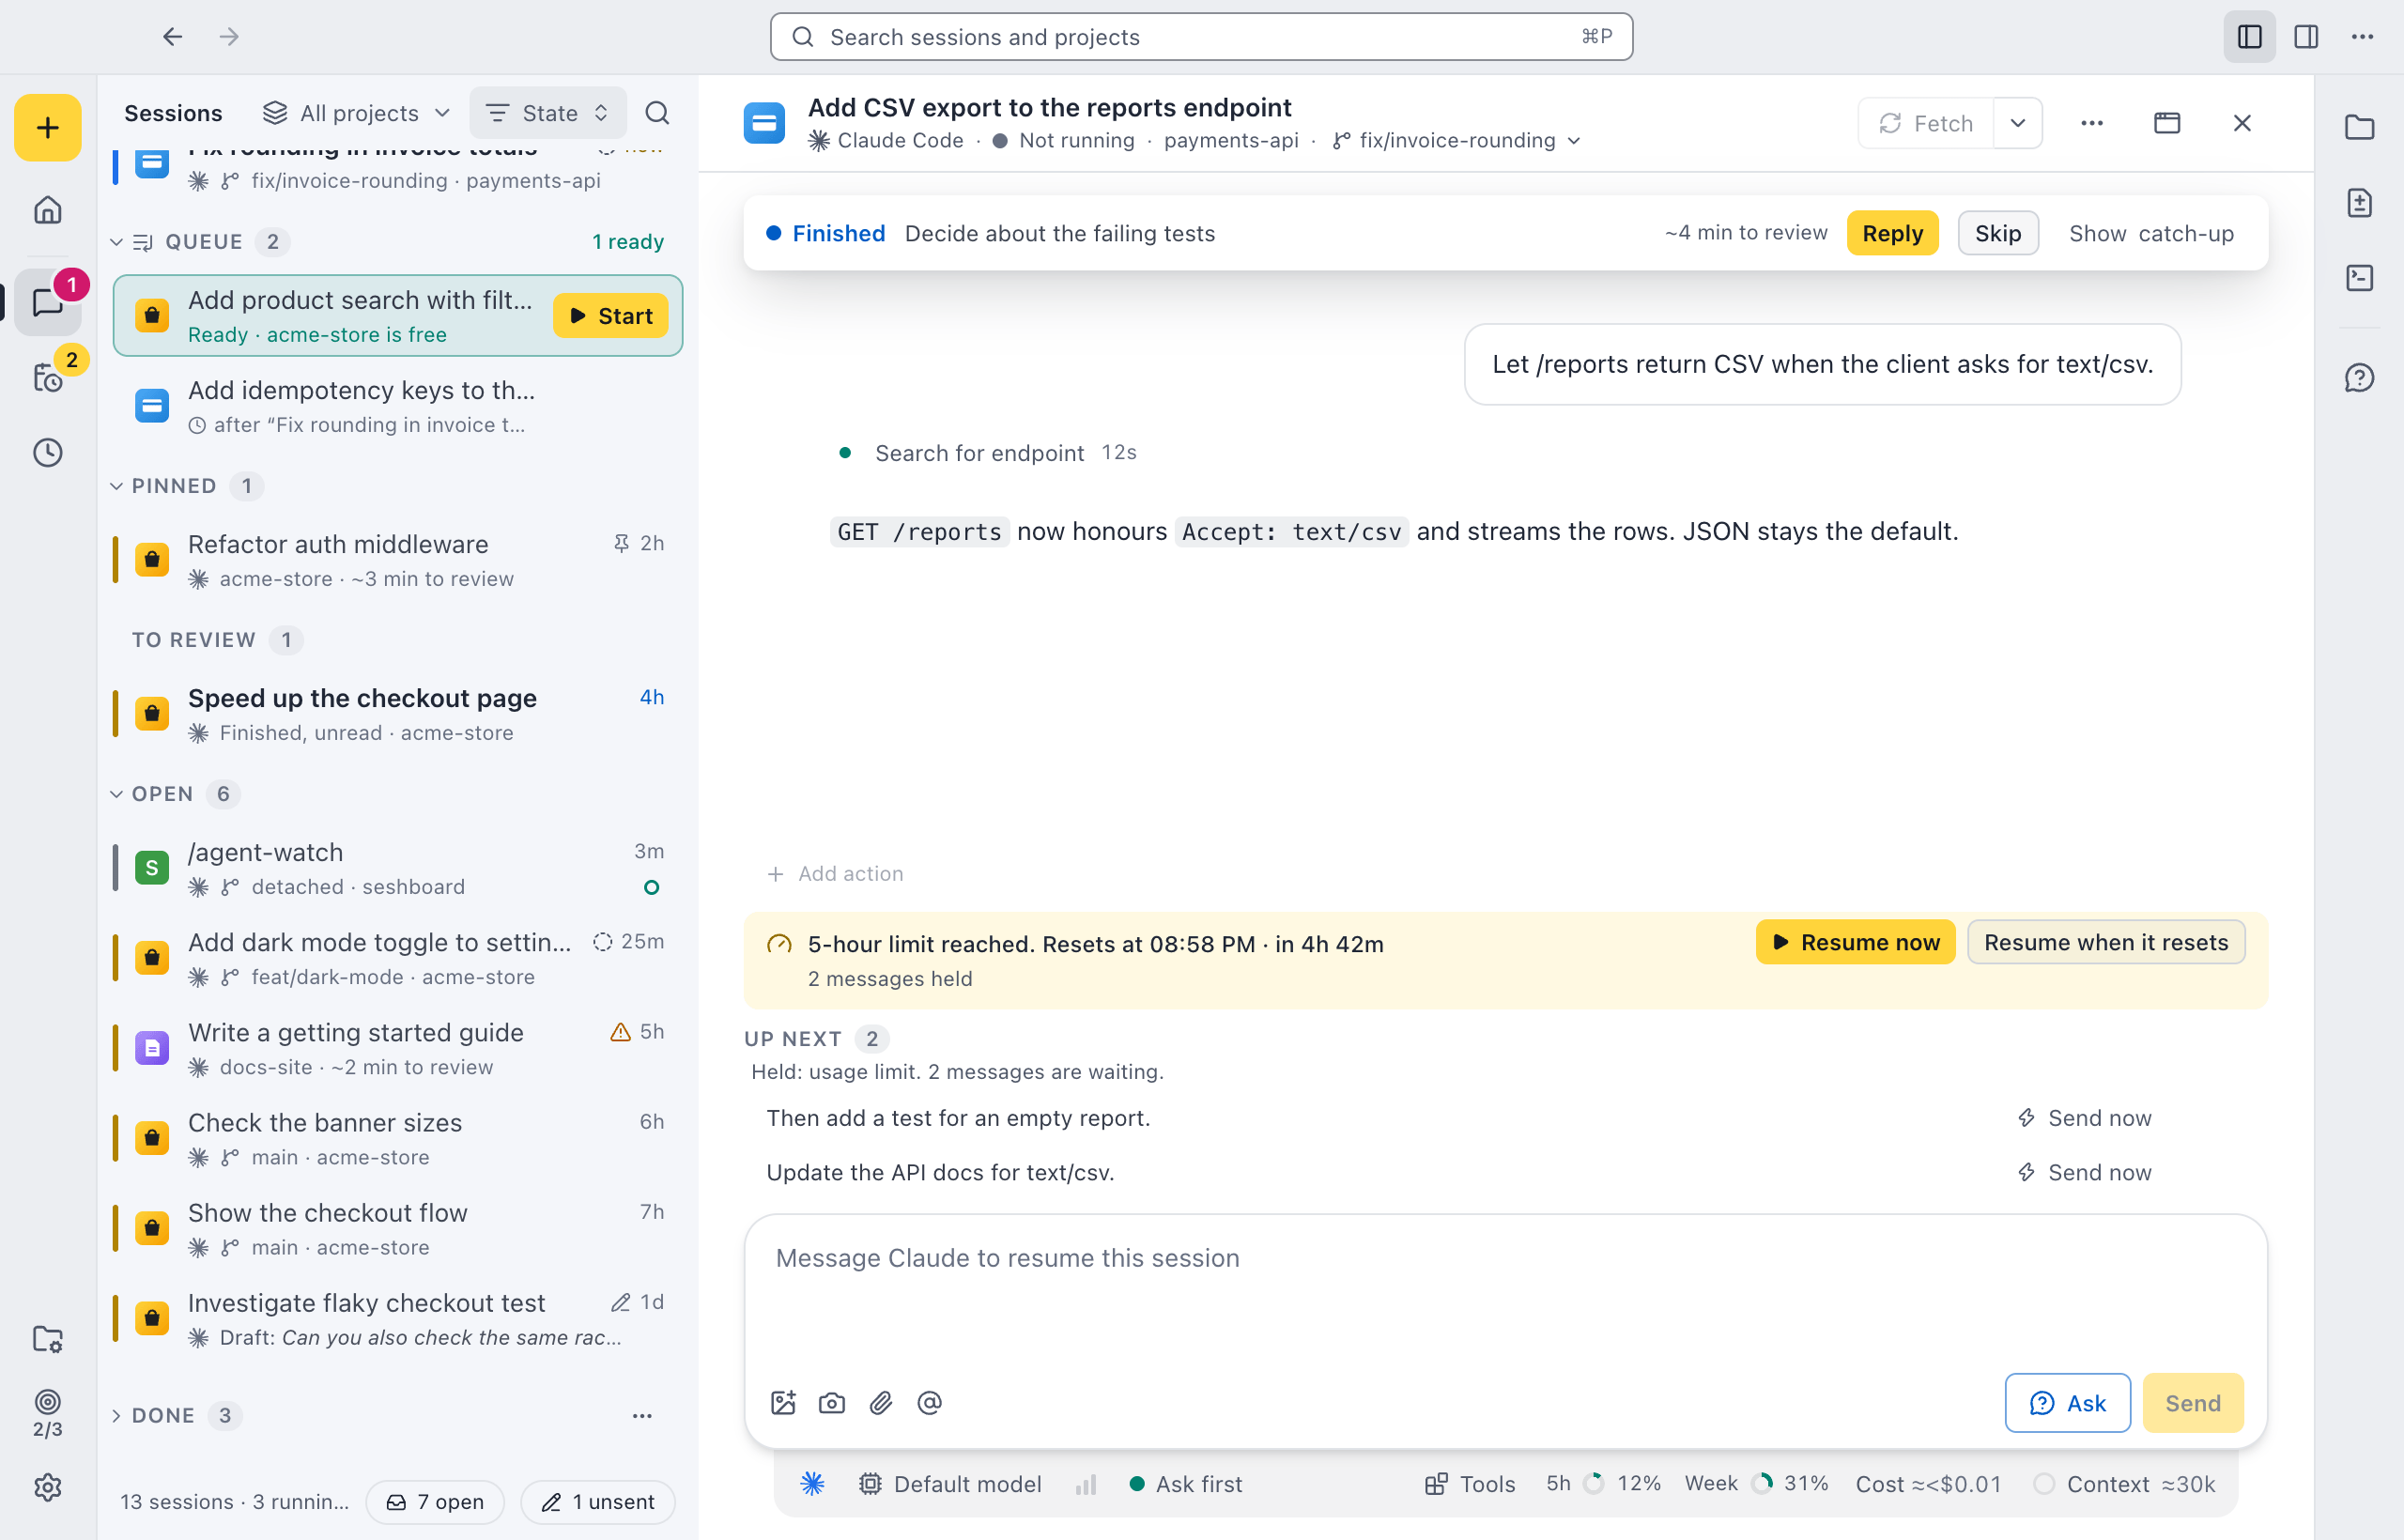 Search sessions and projects ⌘P
Sessions All projects State
Fix rounding in invoice totals now
fix/invoice-rounding · payments-api
QUEUE 2 1 ready
Add product search with filt...
Ready · acme-store is free
Start
Add idempotency keys to th...
after “Fix rounding in invoice t...
PINNED 1
Refactor auth middleware 2h
acme-store · ~3 min to review
TO REVIEW 1
Speed up the checkout page 4h
Finished, unread · acme-store
OPEN 6
S
/agent-watch 3m
detached · seshboard
Add dark mode toggle to settin... 25m
feat/dark-mode · acme-store
Write a getting started guide 5h
docs-site · ~2 min to review
Check the banner sizes 6h
main · acme-store
Show the checkout flow 7h
main · acme-store
Investigate flaky checkout test 1d
Draft: Can you also check the same rac...
DONE 3
13 sessions · 3 runnin... 7 open 1 unsent
1
2
2/3
Add CSV export to the reports endpoint
Claude Code · Not running · payments-api · fix/invoice-rounding
Fetch
Finished Decide about the failing tests ~4 min to review Reply Skip Show catch-up
Let /reports return CSV when the client asks for text/csv.
Search for endpoint 12s
GET /reports now honours Accept: text/csv and streams the rows. JSON stays the default.
Add action
5-hour limit reached. Resets at 08:58 PM · in 4h 42m
2 messages held
Resume now Resume when it resets
UP NEXT 2
Held: usage limit. 2 messages are waiting.
Then add a test for an empty report. Send now
Update the API docs for text/csv. Send now
Message Claude to resume this session
Ask Send
Default model Ask first Tools 5h 12% Week 31% Cost ≈<$0.01 Context ≈30k